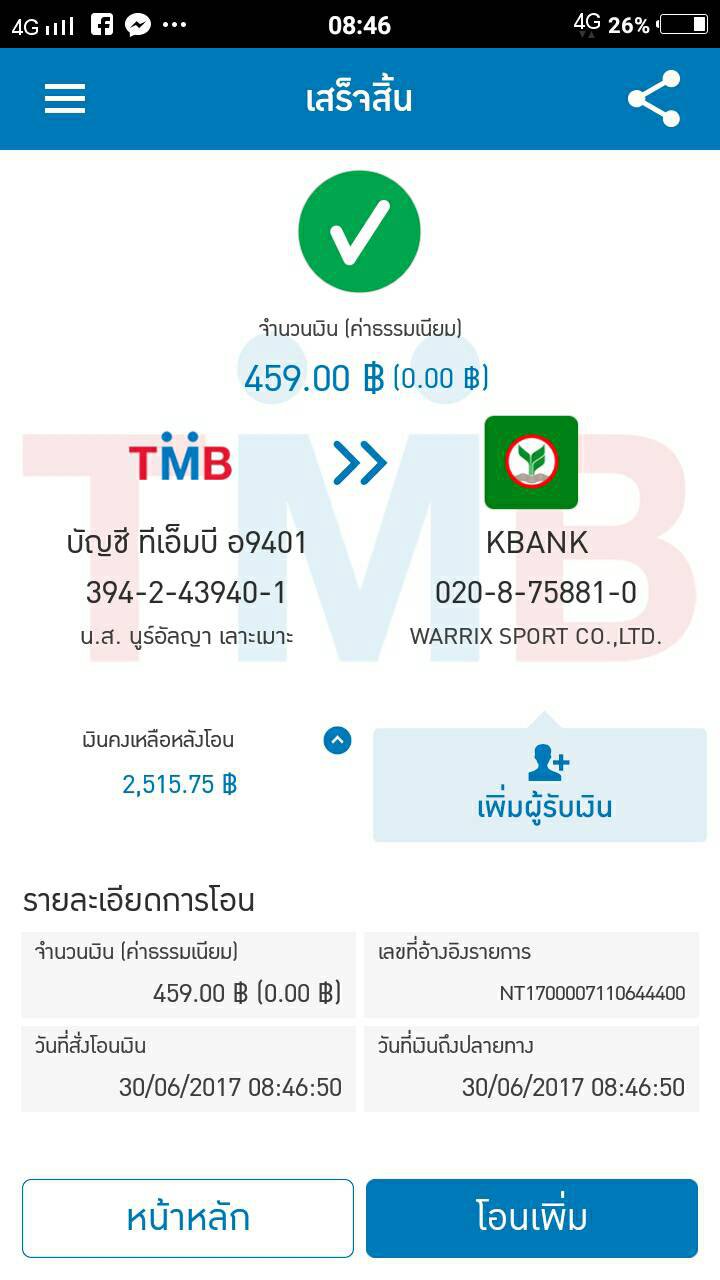 4G 08:46 4G 26%
เสร็จสิ้น
จำนวนเงิน (ค่าธรรมเนียม)
459.00 ฿ (0.00 ฿)
TMB
บัญชี ทีเอ็มบี อ9401 KBANK
394-2-43940-1 020-8-75881-0
น.ส. นูร์อัลญา เลาะเมาะ WARRIX SPORT CO.,LTD.
เงินคงเหลือหลังโอน
2,515.75 ฿
เพิ่มผู้รับเงิน
รายละเอียดการโอน
จำนวนเงิน (ค่าธรรมเนียม) เลขที่อ้างอิงรายการ
459.00 ฿ (0.00 ฿) NT1700007110644400
วันที่สั่งโอนเงิน วันที่เงินถึงปลายทาง
30/06/2017 08:46:50 30/06/2017 08:46:50
หน้าหลัก โอนเพิ่ม